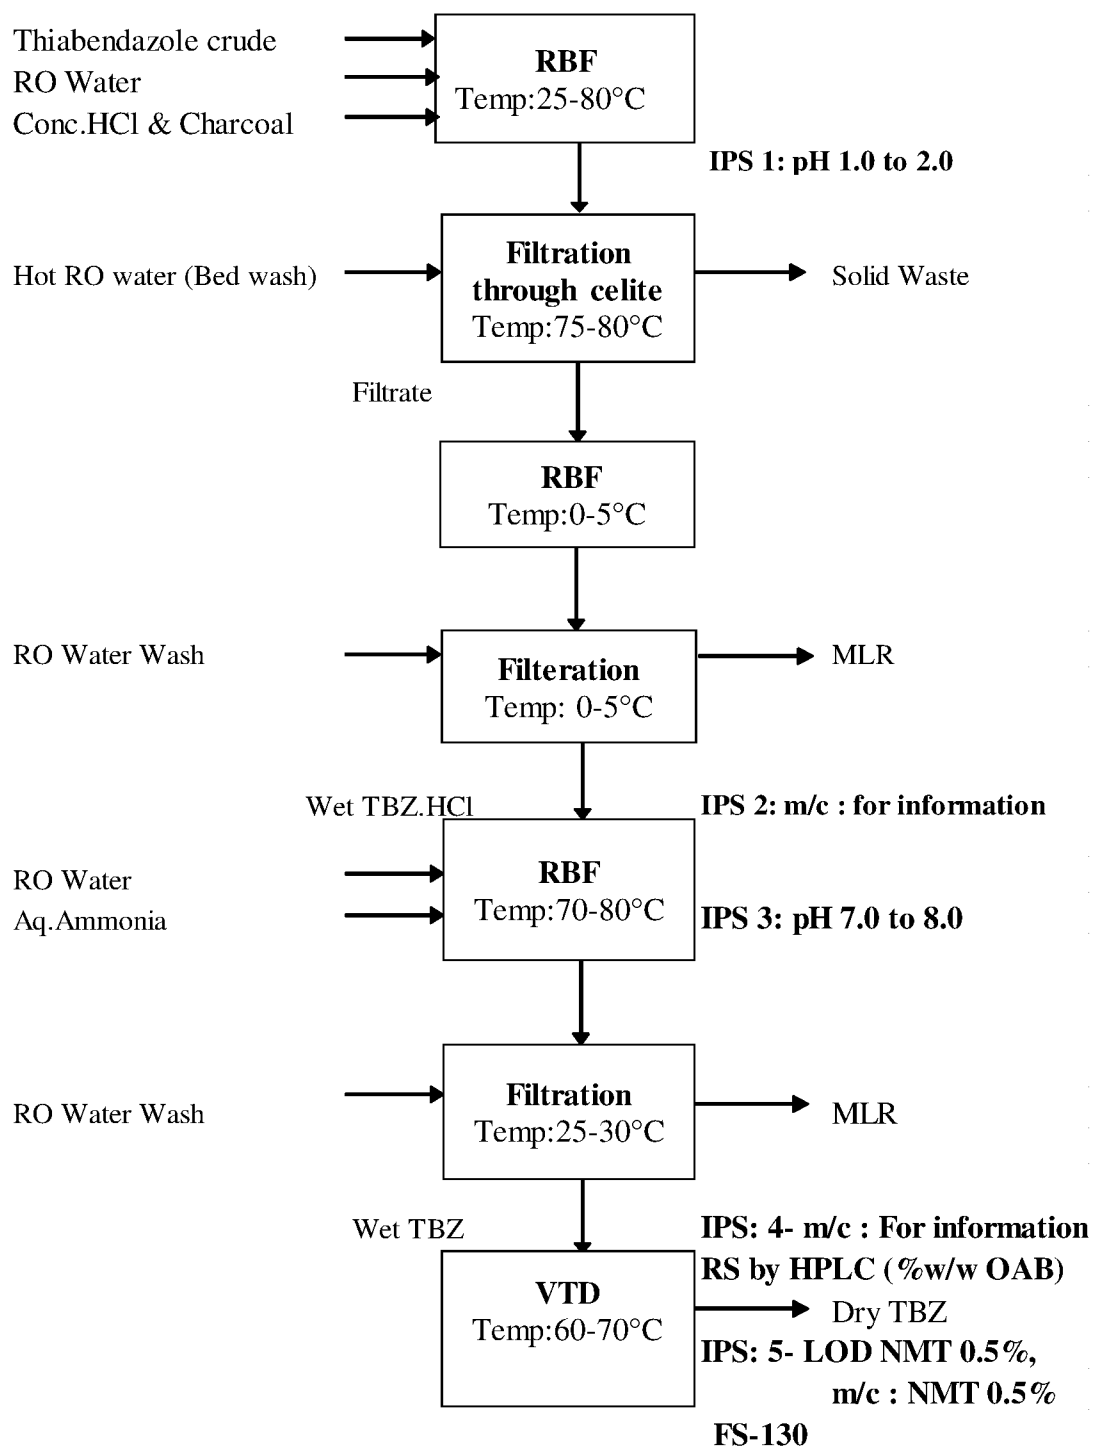 Thiabendazole crude
RO Water
Conc.HCl & Charcoal
RBF
Temp:25-80°C
IPS 1: pH 1.0 to 2.0
Hot RO water (Bed wash)
Filtration
through celite
Temp:75-80°C
Solid Waste
Filtrate
RBF
Temp:0-5°C
RO Water Wash
Filteration
Temp: 0-5°C
MLR
Wet TBZ.HCl
IPS 2: m/c : for information
RO Water
Aq.Ammonia
RBF
Temp:70-80°C
IPS 3: pH 7.0 to 8.0
RO Water Wash
Filtration
Temp:25-30°C
MLR
Wet TBZ
IPS: 4- m/c : For information
RS by HPLC (%w/w OAB)
VTD
Temp:60-70°C
Dry TBZ
IPS: 5- LOD NMT 0.5%,
m/c : NMT 0.5%
FS-130